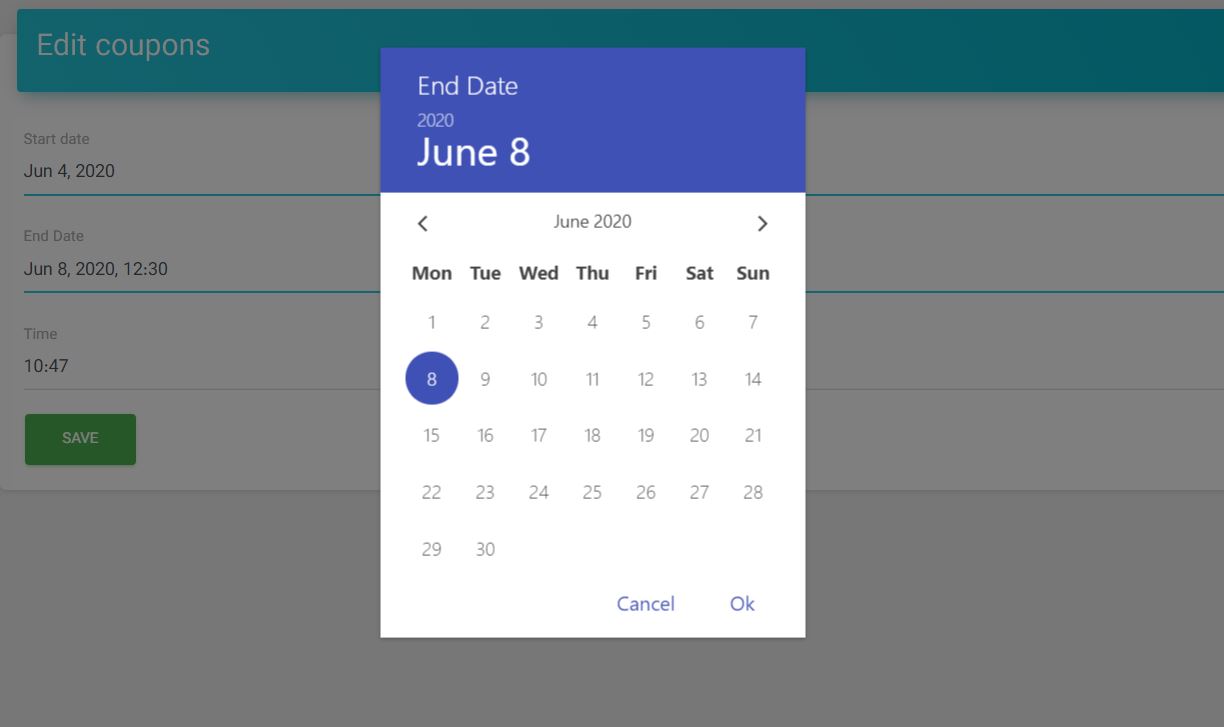 Edit coupons
Start date
Jun 4, 2020
End Date
Jun 8, 2020, 12:30
Time
10:47
SAVE
End Date
2020
June 8
June 2020
Mon Tue Wed Thu Fri Sat Sun
1 2 3 4 5 6 7
8 9 10 11 12 13 14
15 16 17 18 19 20 21
22 23 24 25 26 27 28
29 30
Cancel Ok